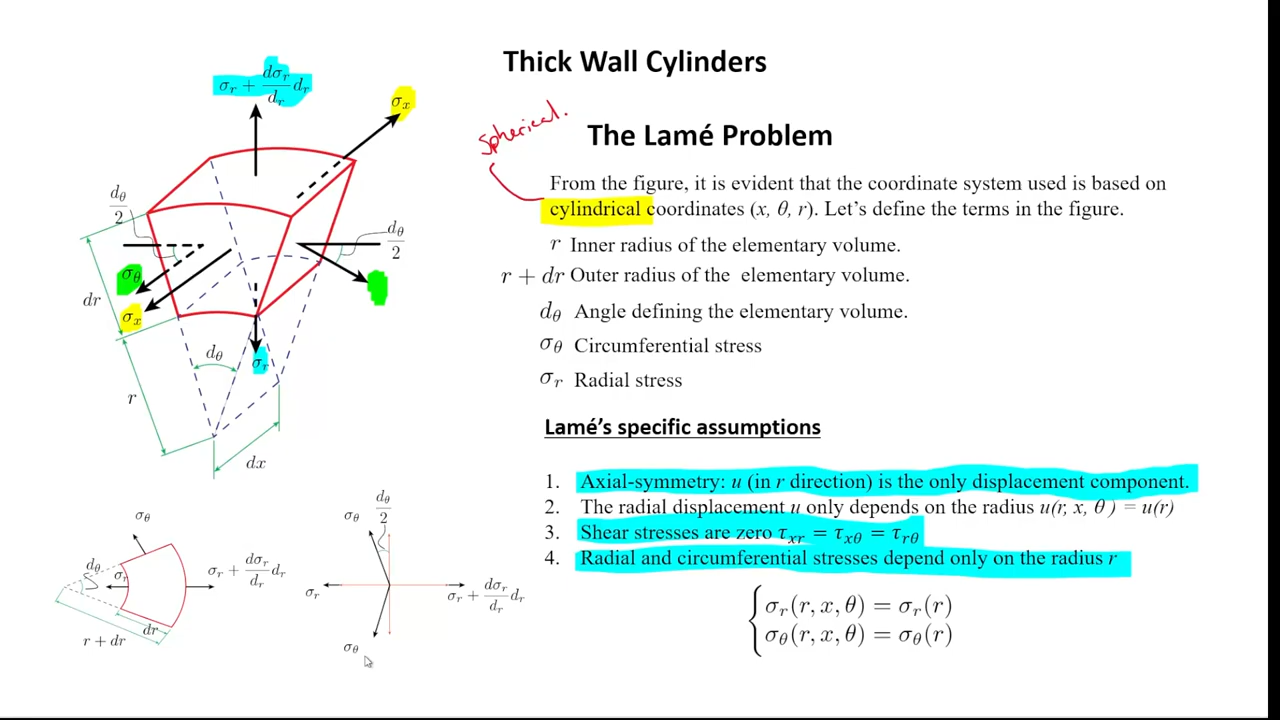 Thick Wall Cylinders
Spherical.
The Lamé Problem
From the figure, it is evident that the coordinate system used is based on
cylindrical coordinates (x, θ, r). Let's define the terms in the figure.
r Inner radius of the elementary volume.
r + dr Outer radius of the elementary volume.
dθ Angle defining the elementary volume.
σθ Circumferential stress
σr Radial stress
Lamé's specific assumptions
1. Axial-symmetry: u (in r direction) is the only displacement component.
2. The radial displacement u only depends on the radius u(r, x, θ) = u(r)
3. Shear stresses are zero τxr = τxθ = τrθ
4. Radial and circumferential stresses depend only on the radius r
σr(r, x, θ) = σr(r)
σθ(r, x, θ) = σθ(r)
σr + dσr/dr dr
σx
dθ/2
dθ/2
σθ
σx
dr
dθ
σr
r
dx
σθ
dθ
σr
σr + dσr/dr dr
dr
r + dr
dθ/2
σθ
σr
σr + dσr/dr dr
σθ